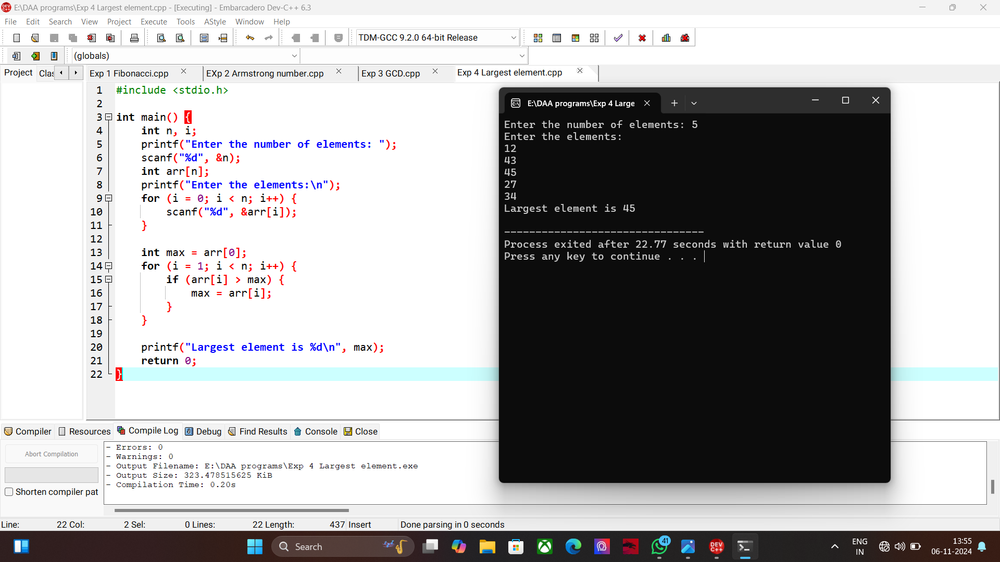 E:\DAA programs\Exp 4 Largest element.cpp - [Executing] - Embarcadero Dev-C++ 6.3
File Edit Search View Project Execute Tools AStyle Window Help
TDM-GCC 9.2.0 64-bit Release
(globals)
Project Clas Exp 1 Fibonacci.cpp EXp 2 Armstrong number.cpp Exp 3 GCD.cpp Exp 4 Largest element.cpp
1 #include <stdio.h>
2
3 int main() {
4 int n, i;
5 printf("Enter the number of elements: ");
6 scanf("%d", &n);
7 int arr[n];
8 printf("Enter the elements:\n");
9 for (i = 0; i < n; i++) {
10 scanf("%d", &arr[i]);
11 }
12
13 int max = arr[0];
14 for (i = 1; i < n; i++) {
15 if (arr[i] > max) {
16 max = arr[i];
17 }
18 }
19
20 printf("Largest element is %d\n", max);
21 return 0;
22 }
E:\DAA programs\Exp 4 Large
Enter the number of elements: 5
Enter the elements:
12
43
45
27
34
Largest element is 45
--------------------------------
Process exited after 22.77 seconds with return value 0
Press any key to continue . . .
Compiler Resources Compile Log Debug Find Results Console Close
Abort Compilation
Shorten compiler pat
- Errors: 0
- Warnings: 0
- Output Filename: E:\DAA programs\Exp 4 Largest element.exe
- Output Size: 323.478515625 KiB
- Compilation Time: 0.20s
Line: 22 Col: 2 Sel: 0 Lines: 22 Length: 437 Insert Done parsing in 0 seconds
Search
41
DEV
C++
ENG
IN
13:55
06-11-2024